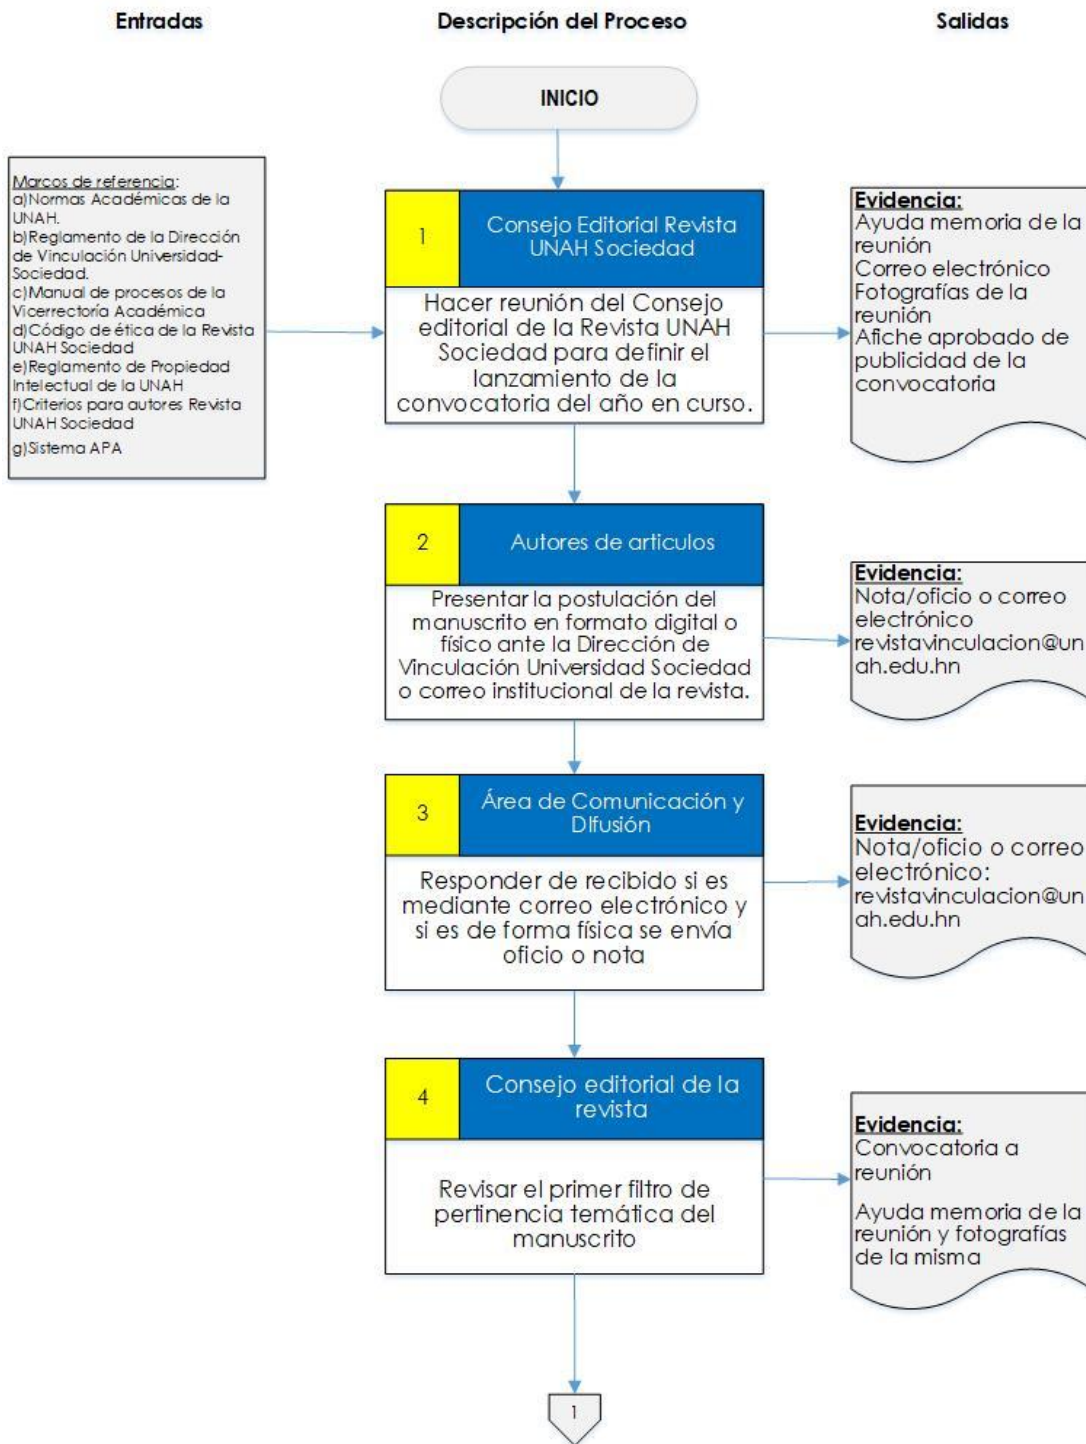 Entradas
Descripción del Proceso
Salidas
INICIO
Marcos de referencia:
a)Normas Académicas de la
UNAH.
b)Reglamento de la Dirección
de Vinculación Universidad-
Sociedad.
c)Manual de procesos de la
Vicerrectoría Académica
d)Código de ética de la Revista
UNAH Sociedad
e)Reglamento de Propiedad
Intelectual de la UNAH
f)Criterios para autores Revista
UNAH Sociedad
g)Sistema APA
1
Consejo Editorial Revista
UNAH Sociedad
Hacer reunión del Consejo
editorial de la Revista UNAH
Sociedad para definir el
lanzamiento de la
convocatoria del año en curso.
Evidencia:
Ayuda memoria de la
reunión
Correo electrónico
Fotografías de la
reunión
Afiche aprobado de
publicidad de la
convocatoria
2
Autores de articulos
Presentar la postulación del
manuscrito en formato digital o
físico ante la Dirección de
Vinculación Universidad Sociedad
o correo institucional de la revista.
Evidencia:
Nota/oficio o correo
electrónico
revistavinculacion@un
ah.edu.hn
3
Área de Comunicación y
DIfusión
Responder de recibido si es
mediante correo electrónico y
si es de forma física se envía
oficio o nota
Evidencia:
Nota/oficio o correo
electrónico:
revistavinculacion@un
ah.edu.hn
4
Consejo editorial de la
revista
Revisar el primer filtro de
pertinencia temática del
manuscrito
Evidencia:
Convocatoria a
reunión
Ayuda memoria de la
reunión y fotografías
de la misma
1